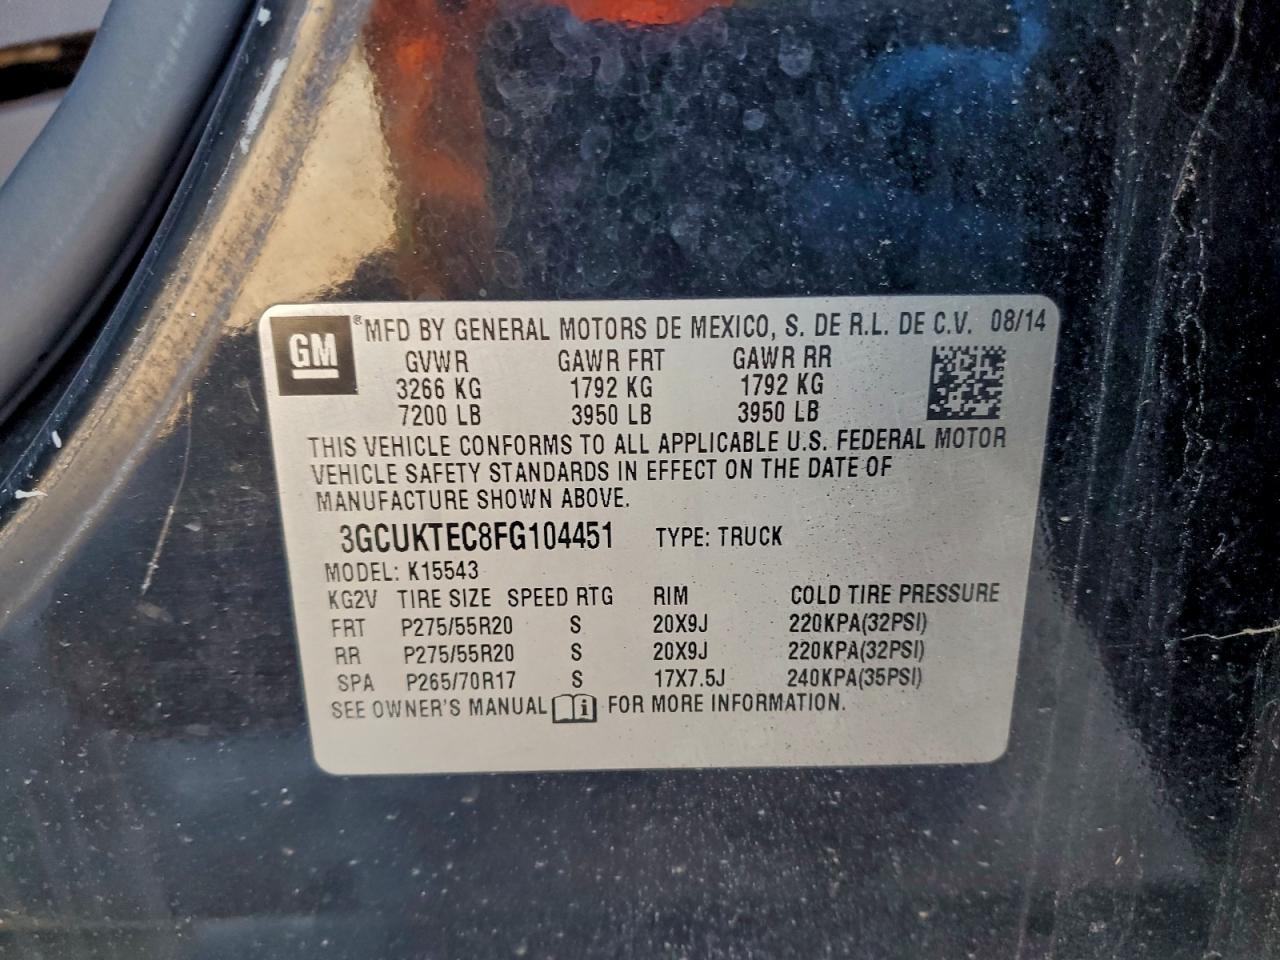 GM ® MFD BY GENERAL MOTORS DE MEXICO, S. DE R.L. DE C.V. 08/14
GVWR GAWR FRT GAWR RR
3266 KG 1792 KG 1792 KG
7200 LB 3950 LB 3950 LB
THIS VEHICLE CONFORMS TO ALL APPLICABLE U.S. FEDERAL MOTOR
VEHICLE SAFETY STANDARDS IN EFFECT ON THE DATE OF
MANUFACTURE SHOWN ABOVE.
3GCUKTEC8FG104451 TYPE: TRUCK
MODEL: K15543
KG2V TIRE SIZE SPEED RTG RIM COLD TIRE PRESSURE
FRT P275/55R20 S 20X9J 220KPA(32PSI)
RR P275/55R20 S 20X9J 220KPA(32PSI)
SPA P265/70R17 S 17X7.5J 240KPA(35PSI)
SEE OWNER'S MANUAL i FOR MORE INFORMATION.